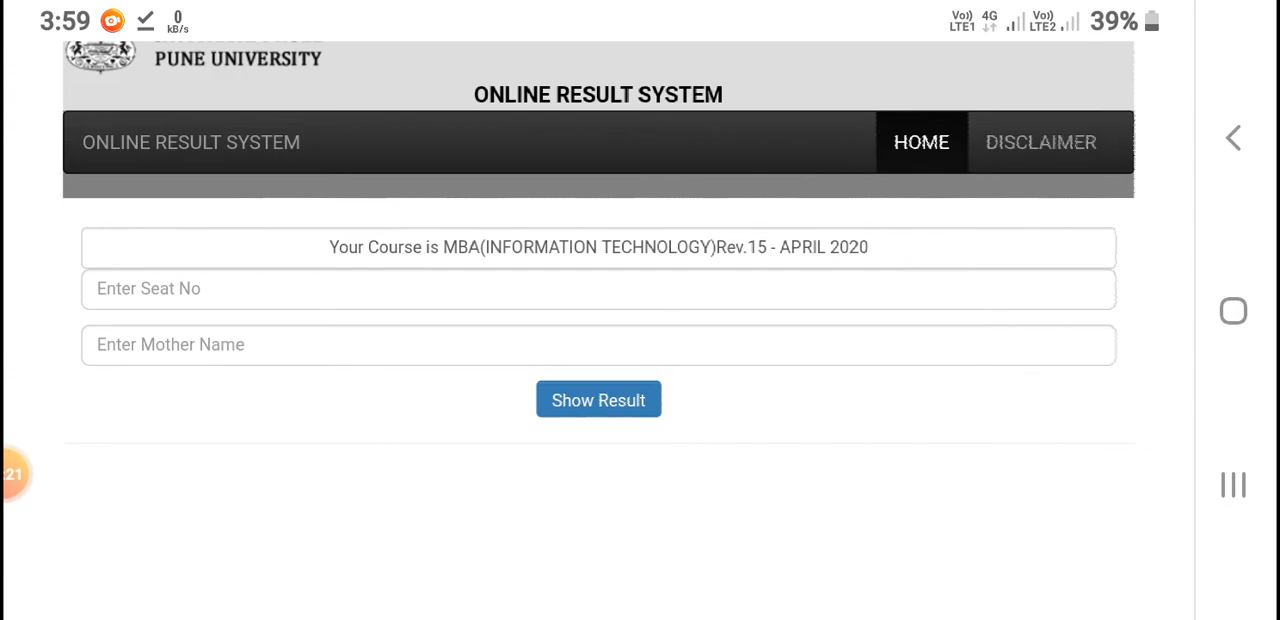 3:59 0 kB/s Vo)) LTE1 4G Vo)) LTE2 39%
PUNE UNIVERSITY
ONLINE RESULT SYSTEM
ONLINE RESULT SYSTEM HOME DISCLAIMER
Your Course is MBA(INFORMATION TECHNOLOGY)Rev.15 - APRIL 2020
Enter Seat No
Enter Mother Name
Show Result
:21